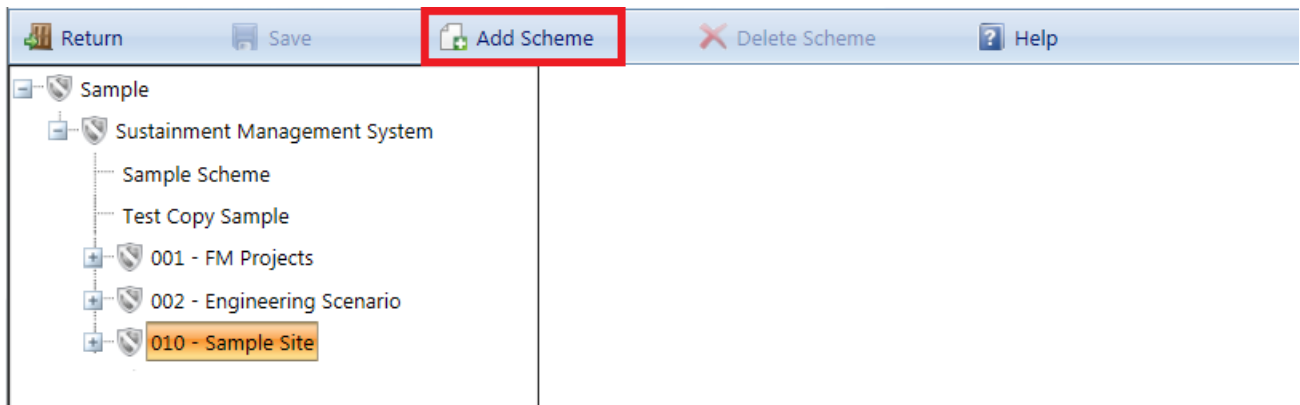 Return Save Add Scheme Delete Scheme Help
Sample
Sustainment Management System
Sample Scheme
Test Copy Sample
001 - FM Projects
002 - Engineering Scenario
010 - Sample Site